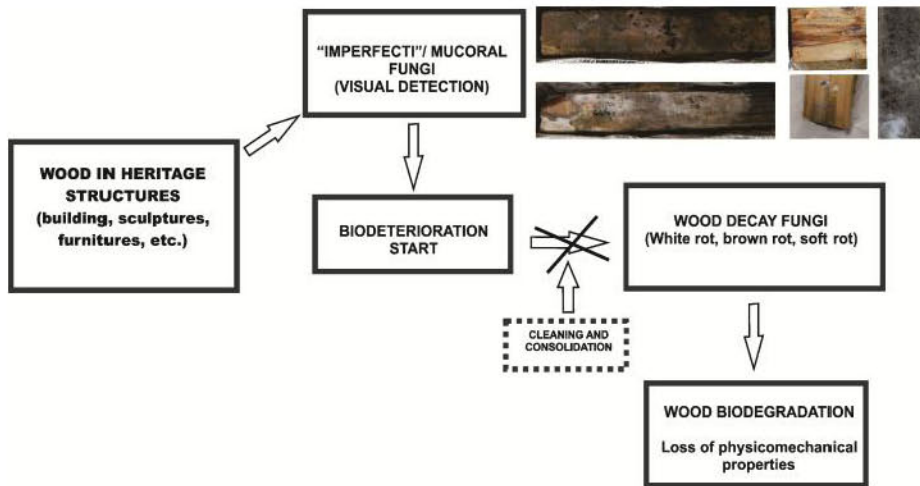 “IMPERFECTI”/ MUCORAL
FUNGI
(VISUAL DETECTION)
WOOD IN HERITAGE
STRUCTURES
(building, sculptures,
furnitures, etc.)
BIODETERIORATION
START
WOOD DECAY FUNGI
(White rot, brown rot, soft rot)
CLEANING AND
CONSOLIDATION
WOOD BIODEGRADATION
Loss of physicomechanical
properties